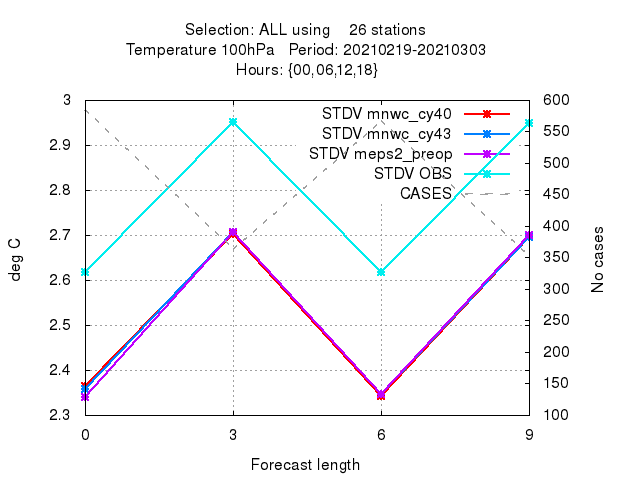 Selection: ALL using 26 stations
Temperature 100hPa Period: 20210219-20210303
Hours: {00,06,12,18}
3 600
STDV mnwc_cy40
2.9 550
STDV mnwc_cy43
STDV meps2_preop
500
STDV OBS
2.8 450
CASES
2.7 400
deg C
350
No cases
2.6 300
2.5 250
200
2.4 150
2.3 100
0 3 6 9
Forecast length